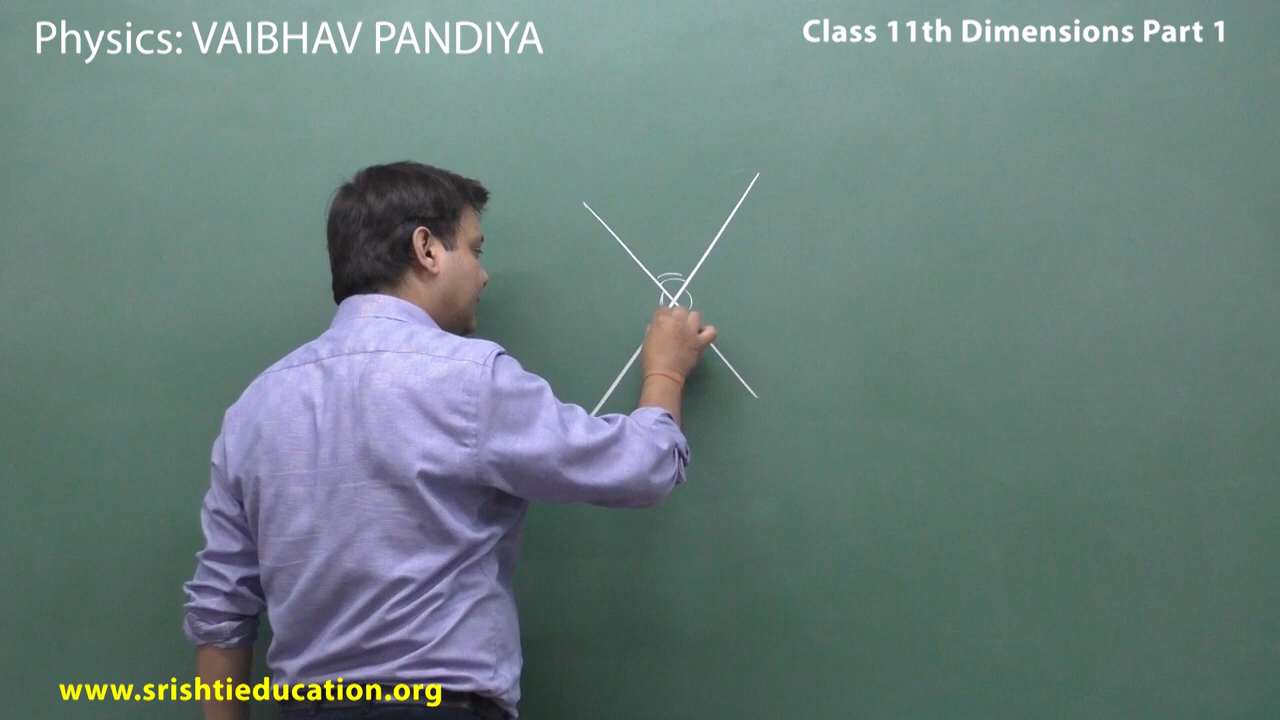 Physics: VAIBHAV PANDIYA
Class 11th Dimensions Part 1
www.srishtieducation.org